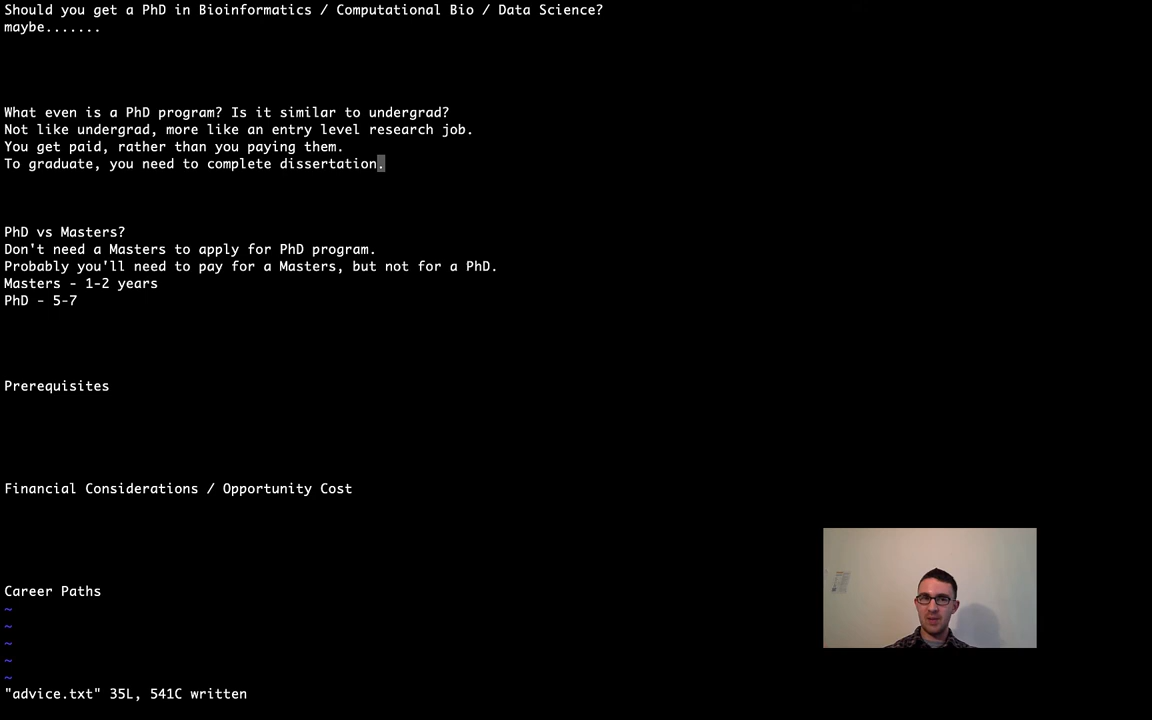 Should you get a PhD in Bioinformatics / Computational Bio / Data Science?
maybe.......
What even is a PhD program? Is it similar to undergrad?
Not like undergrad, more like an entry level research job.
You get paid, rather than you paying them.
To graduate, you need to complete dissertation.
PhD vs Masters?
Don't need a Masters to apply for PhD program.
Probably you'll need to pay for a Masters, but not for a PhD.
Masters - 1-2 years
PhD - 5-7
Prerequisites
Financial Considerations / Opportunity Cost
Career Paths
~
~
~
~
~
"advice.txt" 35L, 541C written